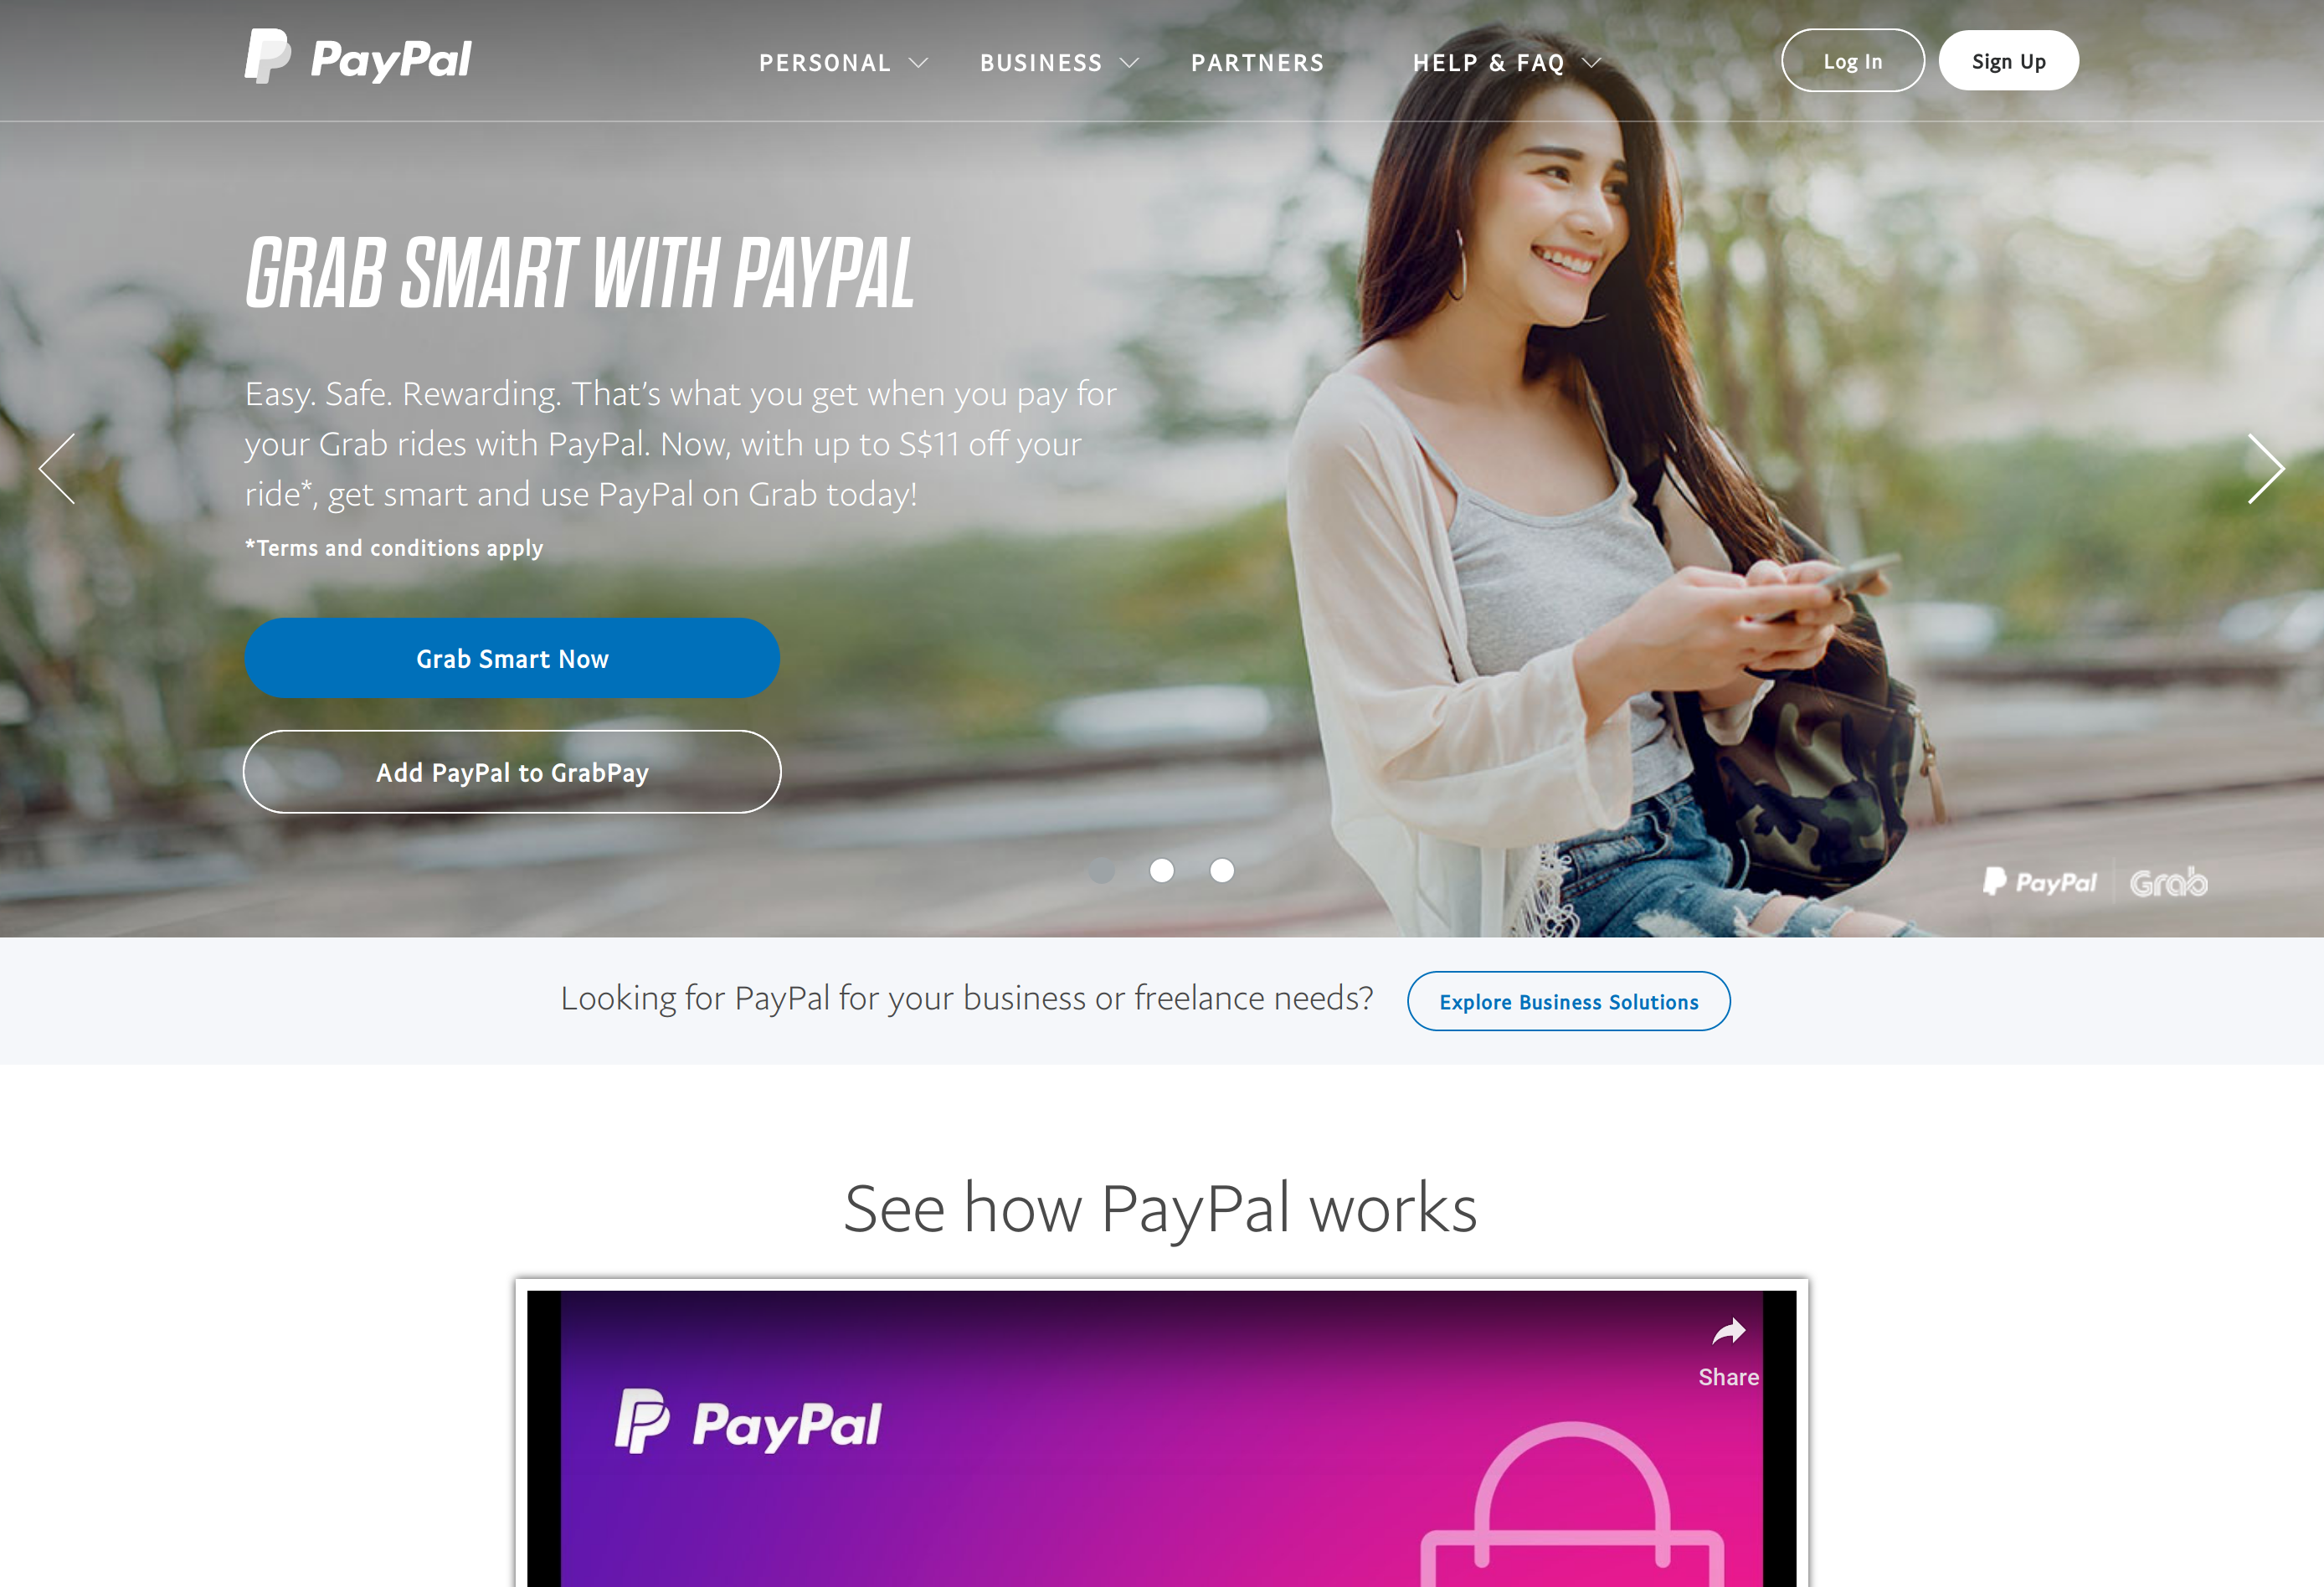 PayPal
PERSONAL
BUSINESS
PARTNERS
HELP & FAQ
Log In
Sign Up
GRAB SMART WITH PAYPAL
Easy. Safe. Rewarding. That's what you get when you pay for
your Grab rides with PayPal. Now, with up to S$11 off your
ride*, get smart and use PayPal on Grab today!
*Terms and conditions apply
Grab Smart Now
Add PayPal to GrabPay
PayPal
Grab
Looking for PayPal for your business or freelance needs?
Explore Business Solutions
See how PayPal works
Share
PayPal